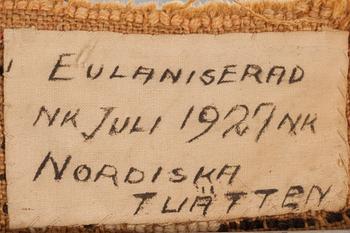 EULANISERAD
NK JULI 1927 NK
NORDISKA
TVÄTTEN